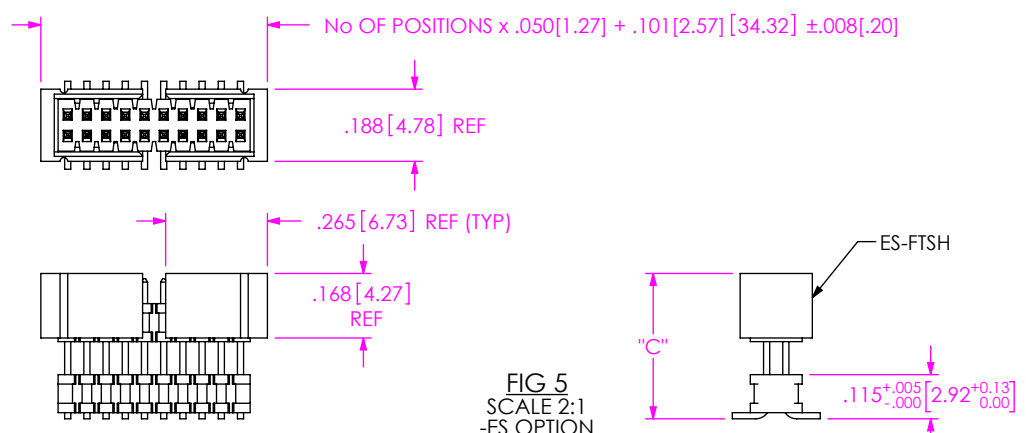 No OF POSITIONS x .050[1.27] + .101[2.57] [34.32] ±.008[.20]
.188[4.78] REF
.265[6.73] REF (TYP)
ES-FTSH
.168[4.27]
REF
"C"
.115+.005 -.000 [2.92+0.13 0.00]
FIG 5
SCALE 2:1
-ES OPTION